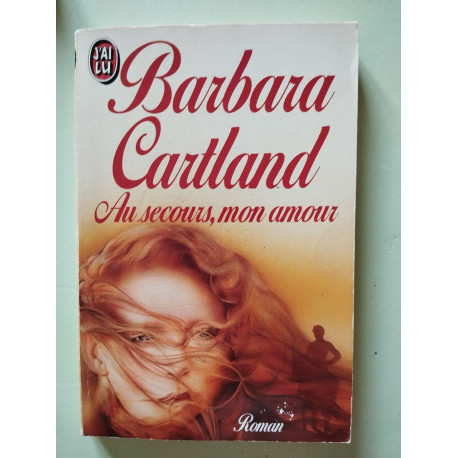 J'AI
LU
Barbara
Cartland
Au secours, mon amour
Roman